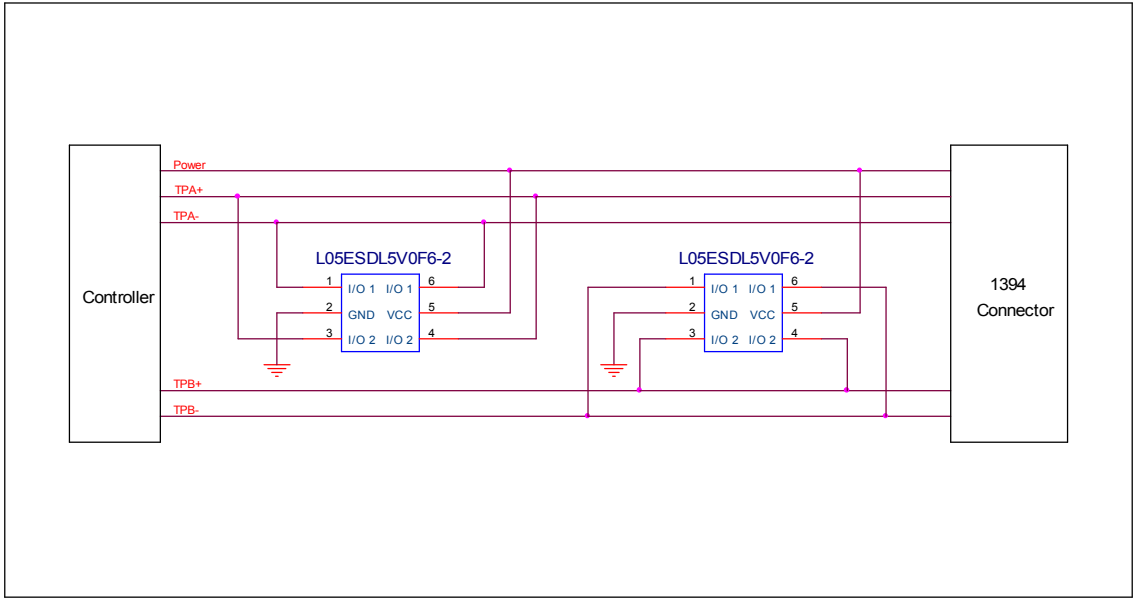 Power
TPA+
TPA-
L05ESDL5V0F6-2
L05ESDL5V0F6-2
1 I/O 1 I/O 1 6
2 GND VCC 5
3 I/O 2 I/O 2 4
1 I/O 1 I/O 1 6
2 GND VCC 5
3 I/O 2 I/O 2 4
Controller
1394
Connector
TPB+
TPB-